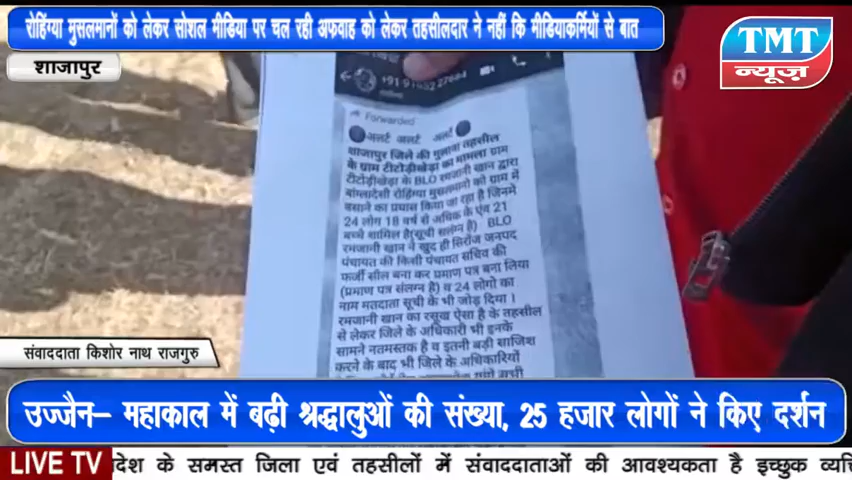 रोहिंग्या मुसलमानों को लेकर सोशल मीडिया पर चल रही अफवाह को लेकर तहसीलदार ने नहीं कि मीडियाकर्मियों से बात
TMT
न्यूज़
शाजापुर
Forwarded
अलर्ट अलर्ट अलर्ट
शाजापुर जिले की गुलाना तहसील
के ग्राम टीटोड़ीखेड़ा का मामला ग्राम
टीटोड़ीखेड़ा के BLO रमजानी खान द्वारा
बांग्लादेशी रोहिंग्या मुसलमानो को ग्राम में
बसाने का प्रयास किया जा रहा है जिनमे
24 लोग 18 वर्ष से अधिक के एंव 21
बच्चे शामिल है(सूची सलंग्न है) BLO
रमजानी खान ने खुद ही सिरोंज जनपद
पंचायत की किसी पंचायत सचिव की
फर्जी सील बना कर प्रमाण पत्र बना लिया
(प्रमाण पत्र संलग्न है) व 24 लोगो का
नाम मतदाता सूची के भी जोड़ दिया ।
रमजानी खान का रसूख ऐसा है के तहसील
से लेकर जिले के अधिकारी भी इनके
सामने नतमस्तक है व इतनी बड़ी साजिश
करने के बाद भी जिले के अधिकारियों
संवाददाता किशोर नाथ राजगुरु
उज्जैन– महाकाल में बढ़ी श्रद्धालुओं की संख्या, 25 हजार लोगों ने किए दर्शन
LIVE TV देश के समस्त जिला एवं तहसीलों में संवाददाताओं की आवश्यकता है इच्छुक